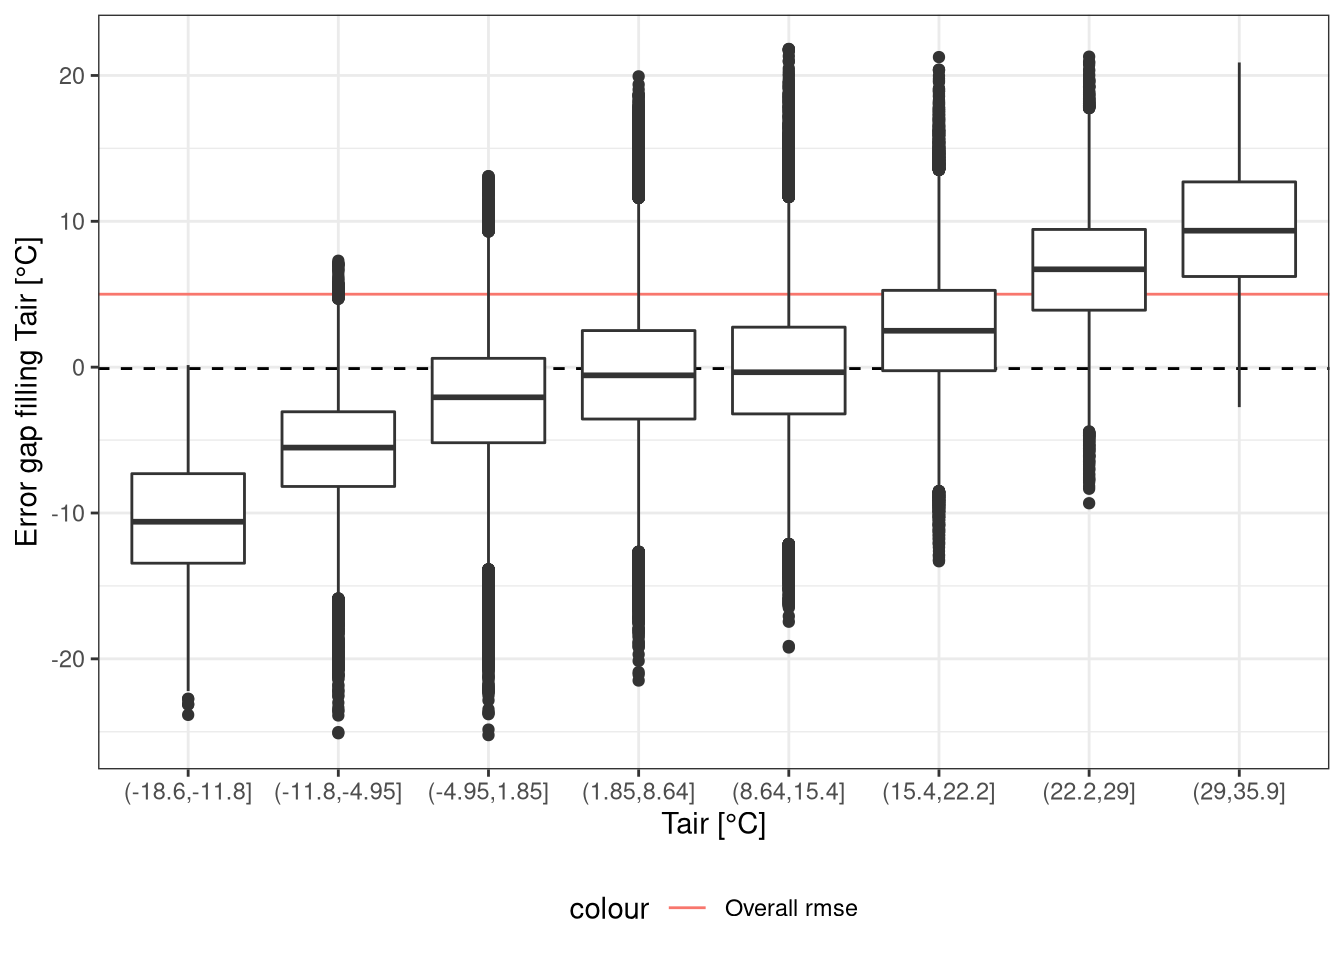 Error gap filling Tair [°C]
20
10
0
-10
-20
(-18.6,-11.8] (-11.8,-4.95] (-4.95,1.85] (1.85,8.64] (8.64,15.4] (15.4,22.2] (22.2,29] (29,35.9]
Tair [°C]
colour Overall rmse